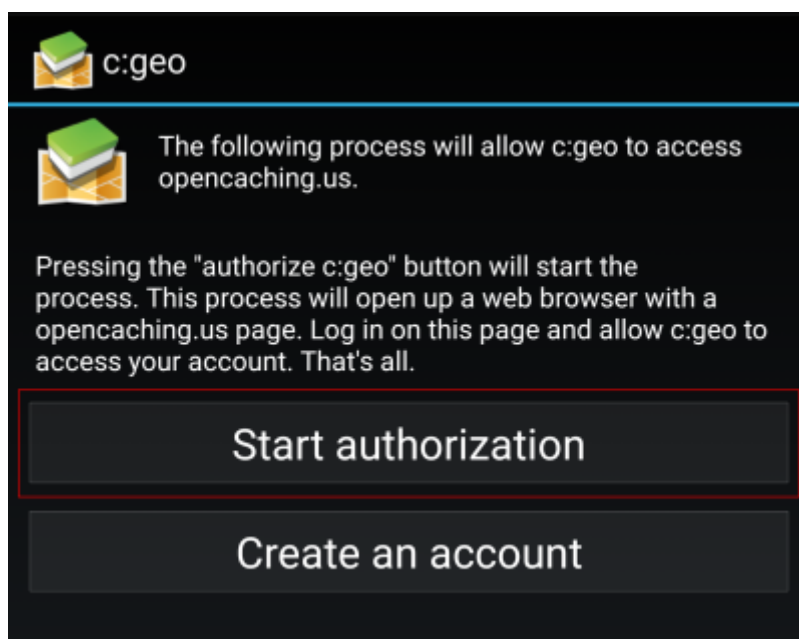 c:geo
The following process will allow c:geo to access
opencaching.us.
Pressing the "authorize c:geo" button will start the
process. This process will open up a web browser with a
opencaching.us page. Log in on this page and allow c:geo to
access your account. That's all.
Start authorization
Create an account